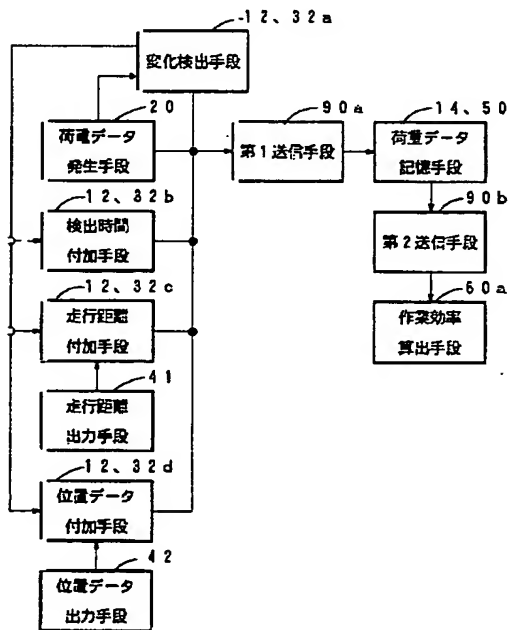 12、32a
変化検出手段
20
荷重データ
発生手段
90a
第1送信手段
14、50
荷重データ
記憶手段
12、32b
検出時間
付加手段
90b
第2送信手段
12、32c
走行距離
付加手段
60a
作業効率
算出手段
41
走行距離
出力手段
12、32d
位置データ
付加手段
42
位置データ
出力手段